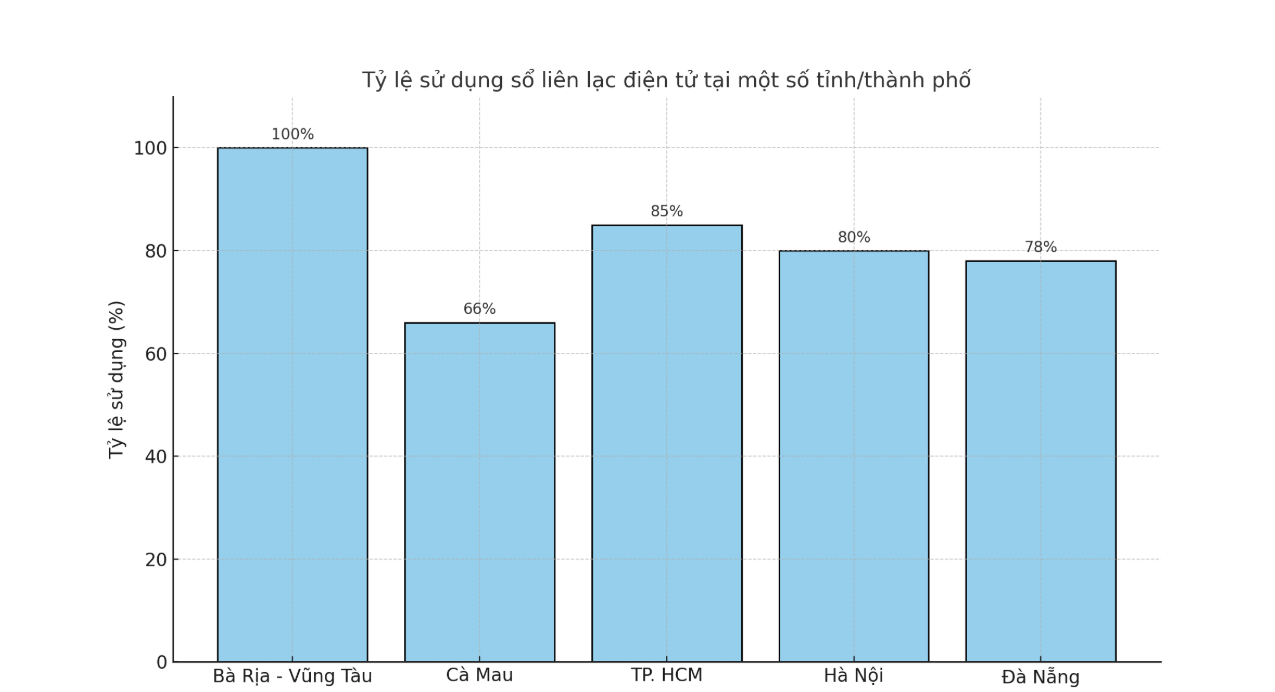 Tỷ lệ sử dụng sổ liên lạc điện tử tại một số tỉnh/thành phố
Tỷ lệ sử dụng (%)
100
80
60
40
20
0
100%
66%
85%
80%
78%
Bà Rịa - Vũng Tàu
Cà Mau
TP. HCM
Hà Nội
Đà Nẵng